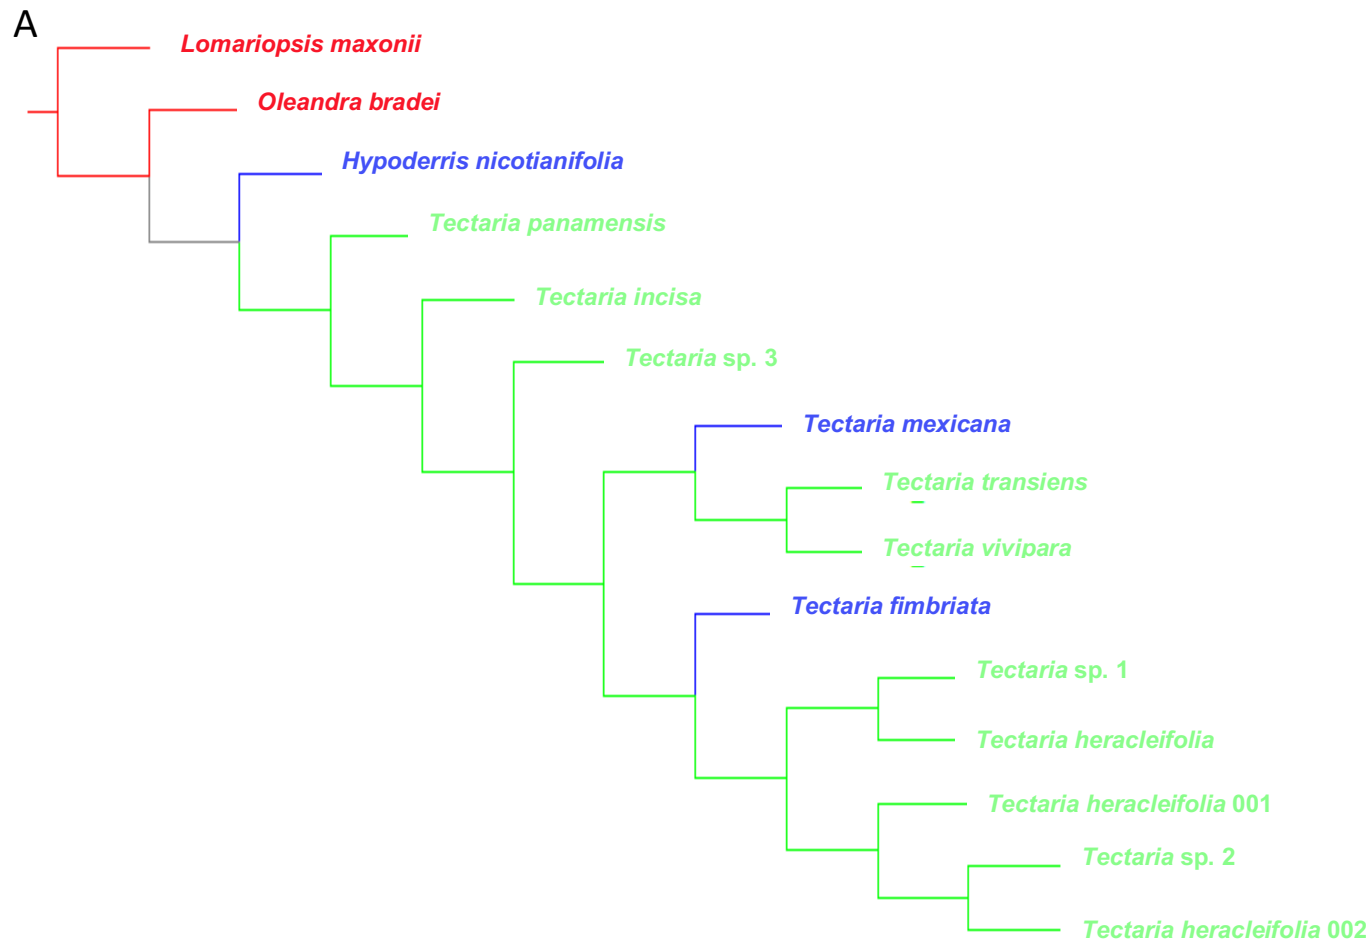 A
Lomariopsis maxonii
Oleandra bradei
Hypoderris nicotianifolia
Tectaria panamensis
Tectaria incisa
Tectaria sp. 3
Tectaria mexicana
Tectaria transiens
Tectaria vivipara
Tectaria fimbriata
Tectaria sp. 1
Tectaria heracleifolia
Tectaria heracleifolia 001
Tectaria sp. 2
Tectaria heracleifolia 002